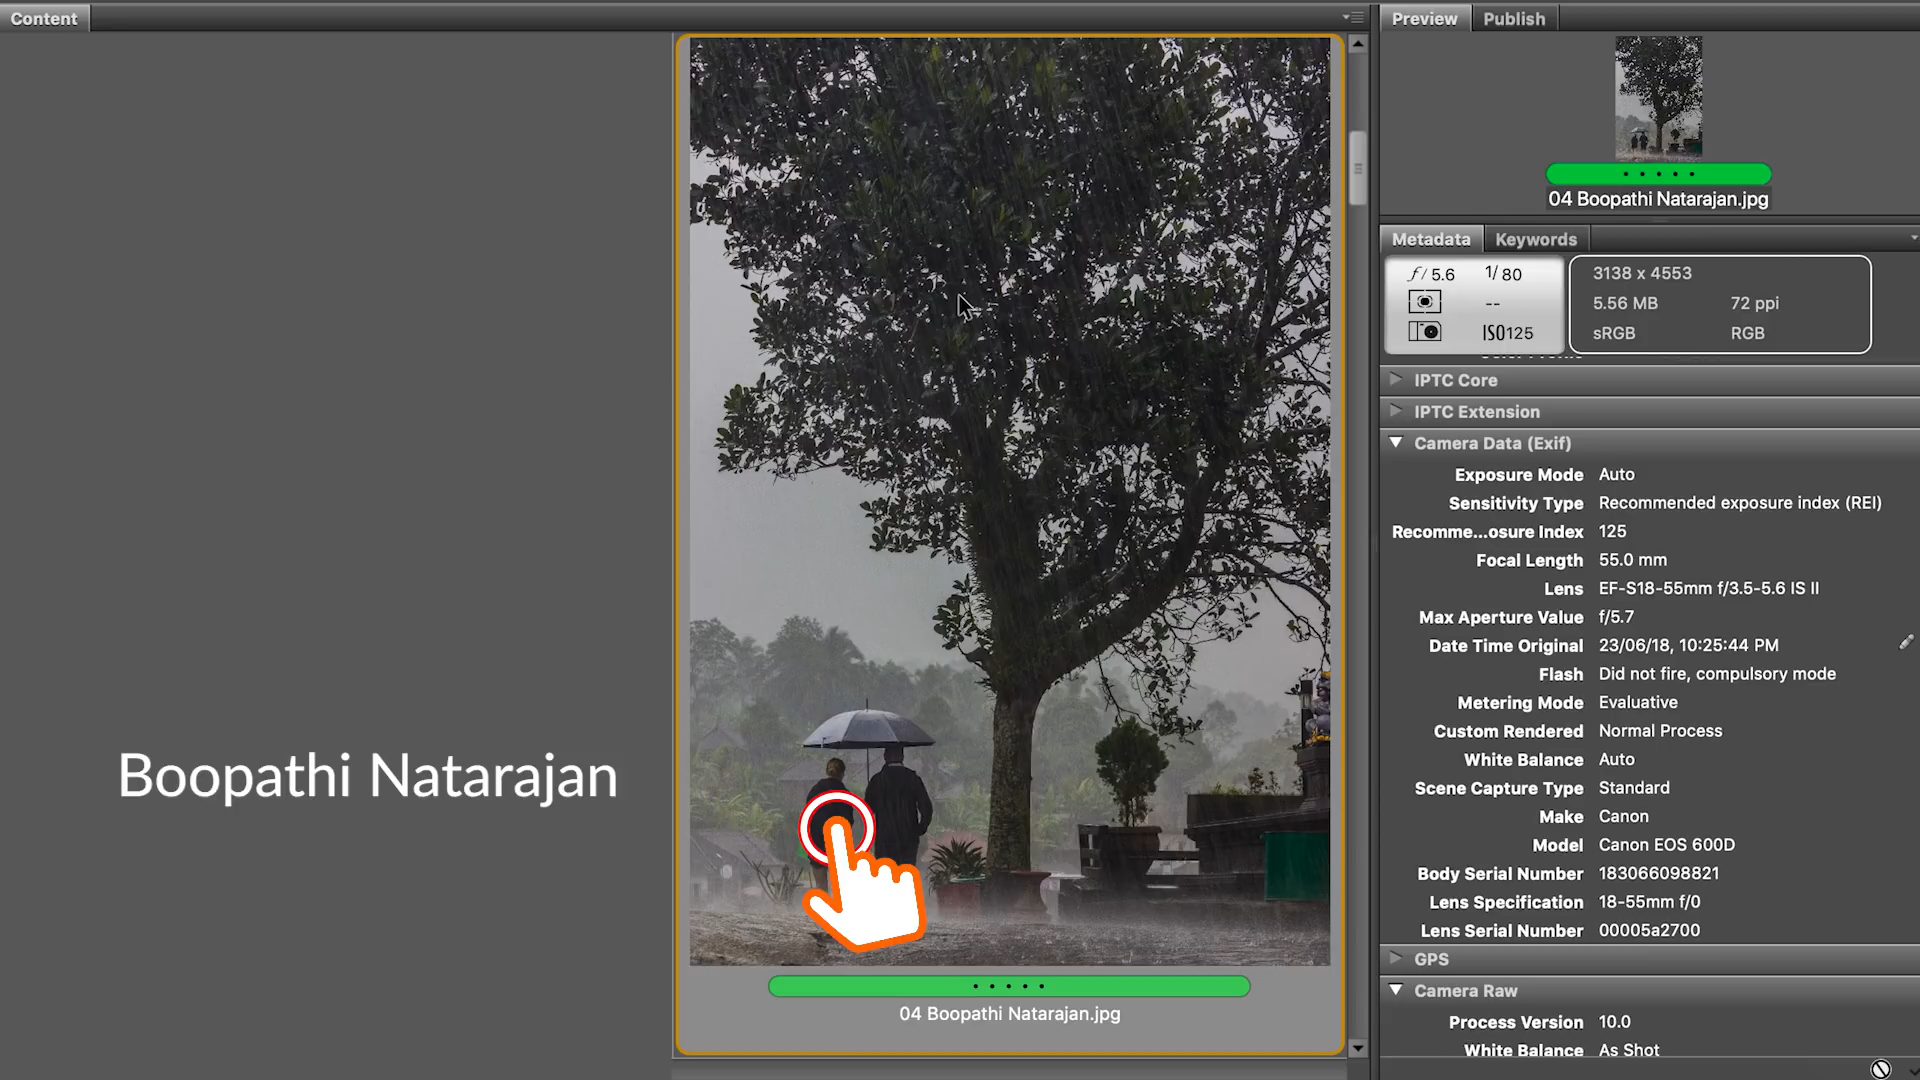 Content
Boopathi Natarajan
04 Boopathi Natarajan.jpg
Preview Publish
04 Boopathi Natarajan.jpg
Metadata Keywords
f/5.6 1/80
--
ISO125
3138 x 4553
5.56 MB 72 ppi
sRGB RGB
IPTC Core
IPTC Extension
Camera Data (Exif)
Exposure Mode Auto
Sensitivity Type Recommended exposure index (REI)
Recomme...osure Index 125
Focal Length 55.0 mm
Lens EF-S18-55mm f/3.5-5.6 IS II
Max Aperture Value f/5.7
Date Time Original 23/06/18, 10:25:44 PM
Flash Did not fire, compulsory mode
Metering Mode Evaluative
Custom Rendered Normal Process
White Balance Auto
Scene Capture Type Standard
Make Canon
Model Canon EOS 600D
Body Serial Number 183066098821
Lens Specification 18-55mm f/0
Lens Serial Number 00005a2700
GPS
Camera Raw
Process Version 10.0
White Balance As Shot